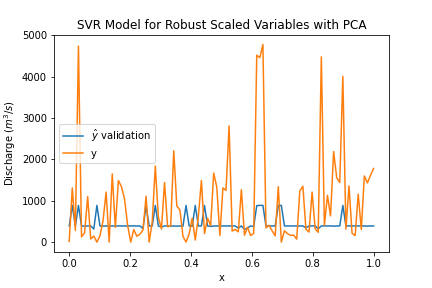 SVR Model for Robust Scaled Variables with PCA
5000
4000
3000
2000
1000
0
Discharge (m³/s)
ŷ validation
y
0.0 0.2 0.4 0.6 0.8 1.0
x